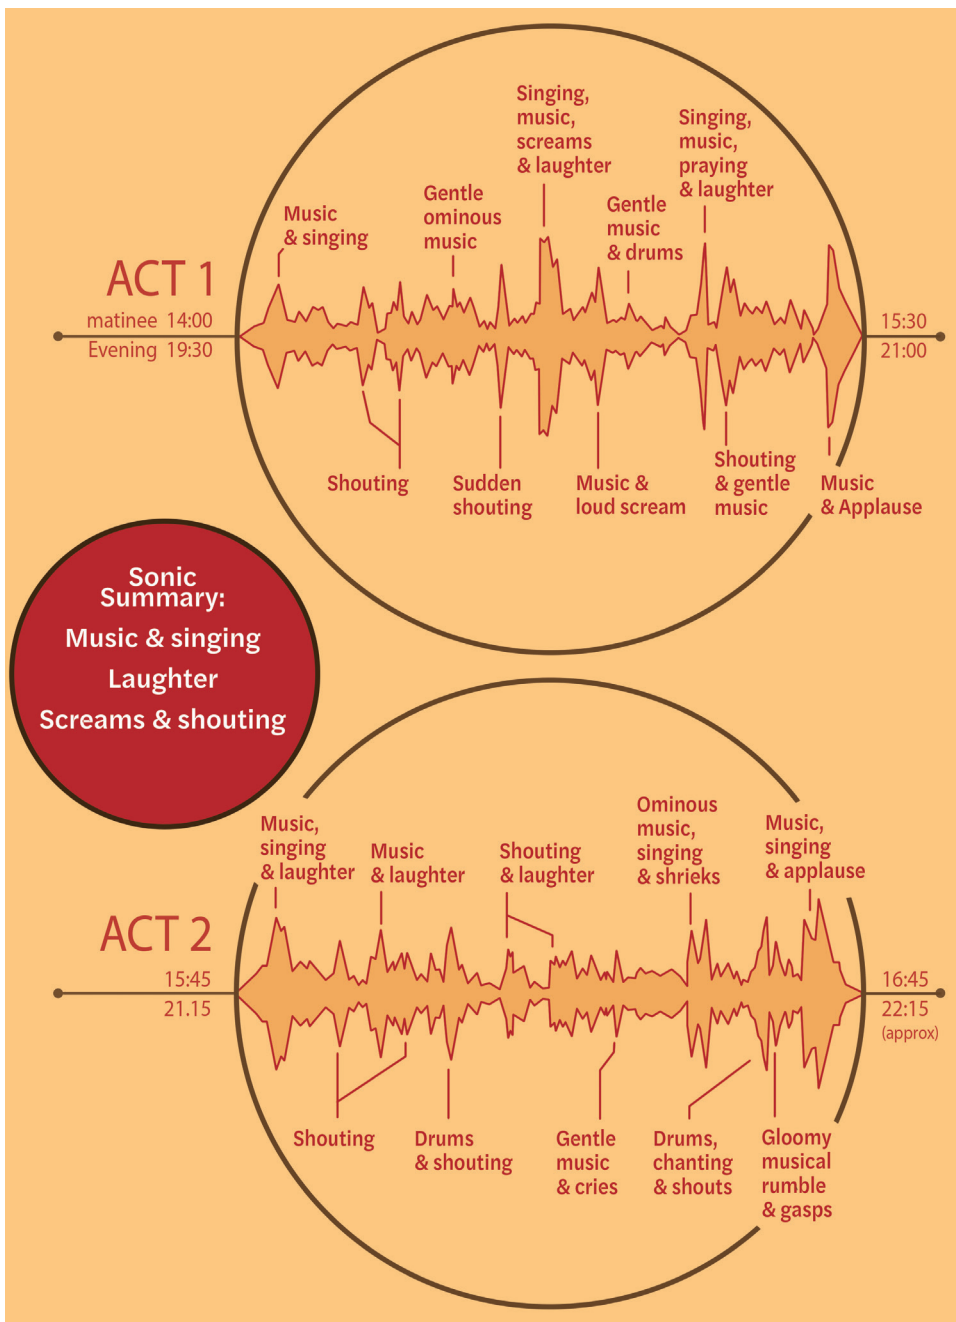 Singing,
music,
screams
& laughter
Singing,
music,
praying
& laughter
Gentle
ominous
music
Gentle
music
& drums
Music
& singing
ACT 1
matinee 14:00
Evening 19:30
15:30
21:00
Shouting
Sudden
shouting
Music &
loud scream
Shouting
& gentle
music
Music
& Applause
Sonic
Summary:
Music & singing
Laughter
Screams & shouting
Music,
singing
& laughter
Music
& laughter
Shouting
& laughter
Ominous
music,
singing
& shrieks
Music,
singing
& applause
ACT 2
15:45
21.15
16:45
22:15
(approx)
Shouting
Drums
& shouting
Gentle
music
& cries
Drums,
chanting
& shouts
Gloomy
musical
rumble
& gasps